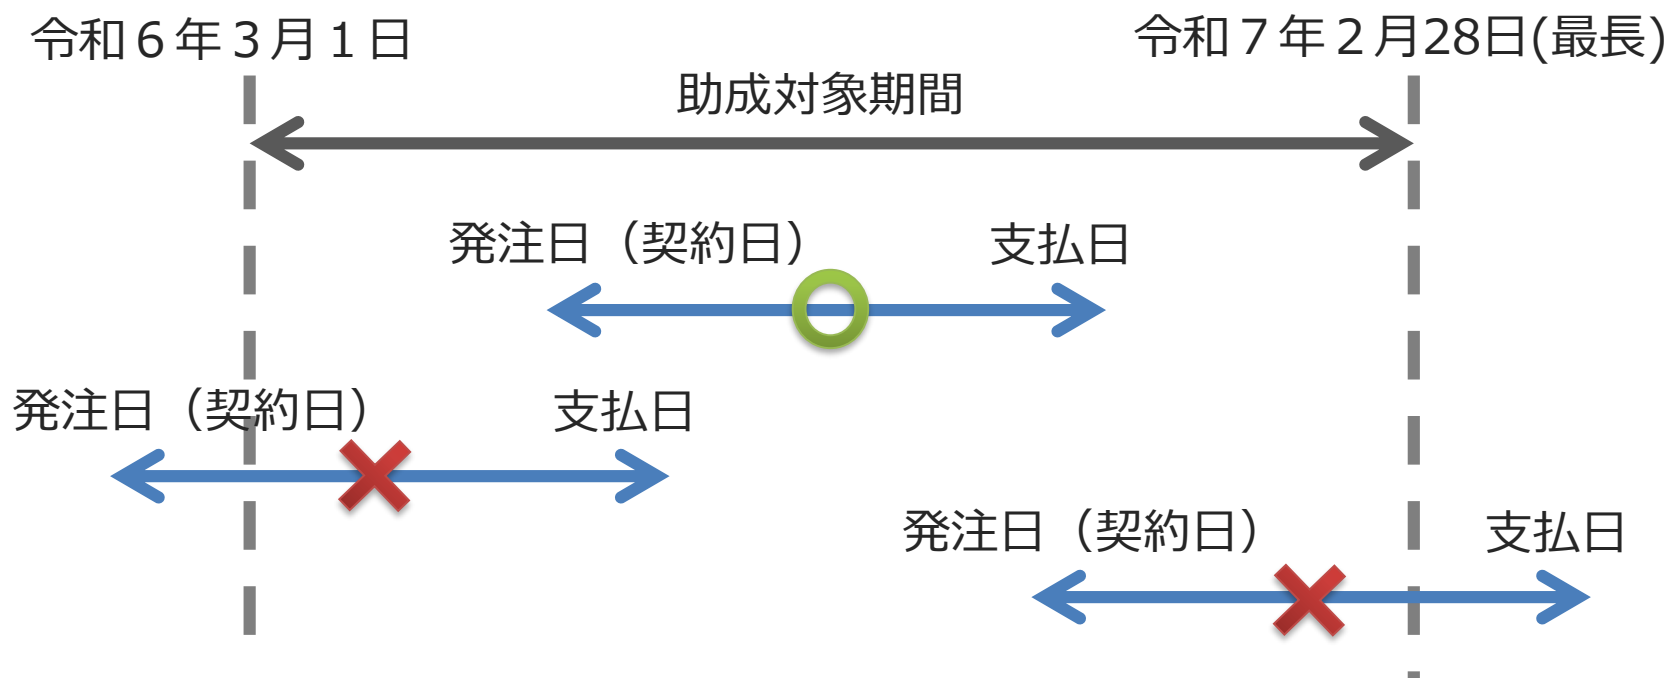 令和６年３月１日
令和７年２月28日(最長)
助成対象期間
発注日（契約日）
支払日
発注日（契約日）
支払日
発注日（契約日）
支払日